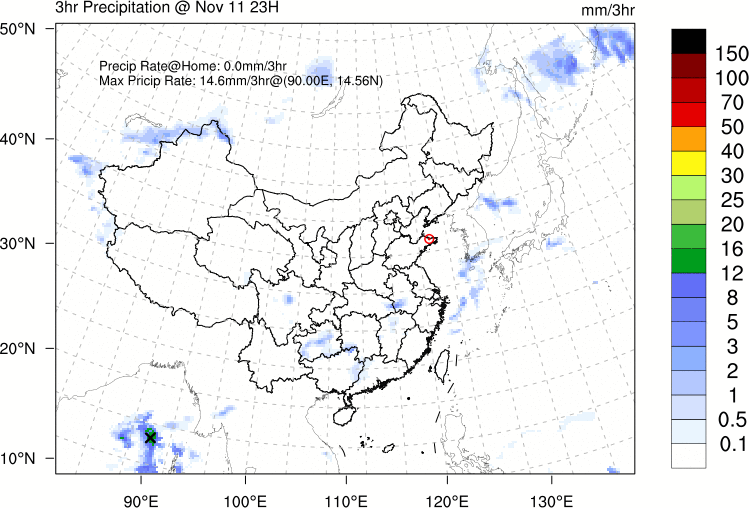 3hr Precipitation @ Nov 11 23H
mm/3hr
Precip Rate@Home: 0.0mm/3hr
Max Pricip Rate: 14.6mm/3hr@(90.00E, 14.56N)
50°N
40°N
30°N
20°N
10°N
90°E
100°E
110°E
120°E
130°E
150
100
70
50
40
30
25
20
16
12
8
5
3
2
1
0.5
0.1